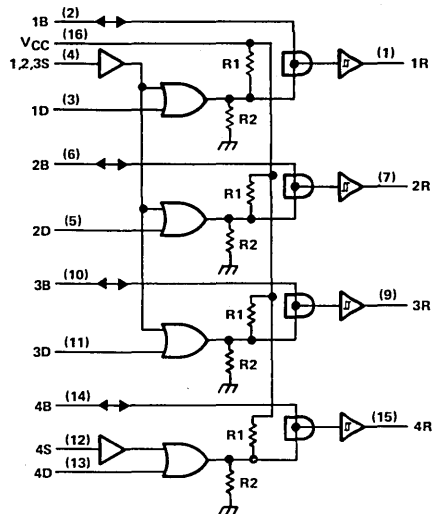 1B (2)
VCC (16)
1,2,3S (4)
R1
(1) 1R
1D (3)
R2
2B (6)
R1
(7) 2R
2D (5)
R2
3B (10)
R1
(9) 3R
3D (11)
R2
4B (14)
R1
(15) 4R
4S (12)
4D (13)
R2